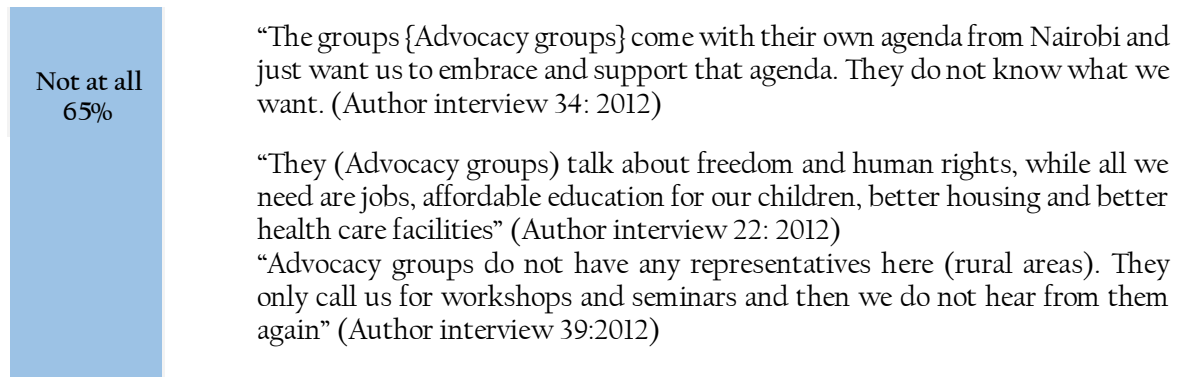 Not at all
65%
“The groups {Advocacy groups} come with their own agenda from Nairobi and
just want us to embrace and support that agenda. They do not know what we
want. (Author interview 34: 2012)
“They (Advocacy groups) talk about freedom and human rights, while all we
need are jobs, affordable education for our children, better housing and better
health care facilities” (Author interview 22: 2012)
“Advocacy groups do not have any representatives here (rural areas). They
only call us for workshops and seminars and then we do not hear from them
again” (Author interview 39:2012)